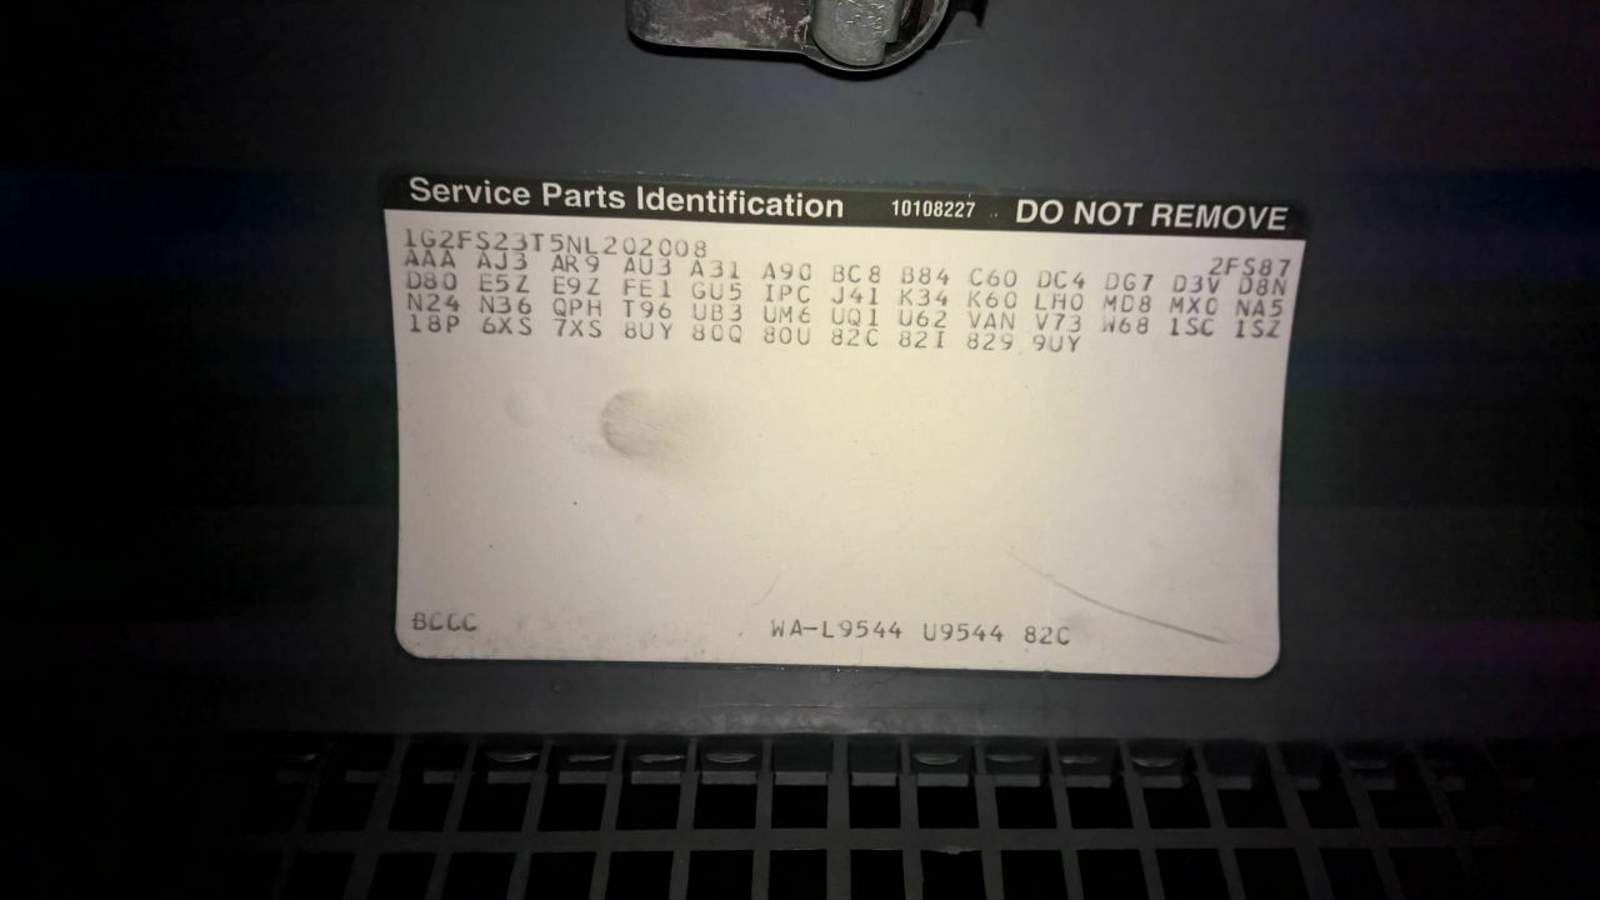 Service Parts Identification 10108227 DO NOT REMOVE
1G2FS23T5NL202008 2FS87
AAA AJ3 AR9 AU3 A31 A90 BC8 B84 C60 DC4 DG7 D3V D8N
D80 E5Z E9Z FE1 GU5 IPC J41 K34 K60 LH0 MD8 MX0 NA5
N24 N36 QPH T96 UB3 UM6 UQ1 U62 VAN V73 W68 1SC 1SZ
18P 6XS 7XS 8UY 80Q 80U 82C 82I 829 9UY
BCCC WA-L9544 U9544 82C